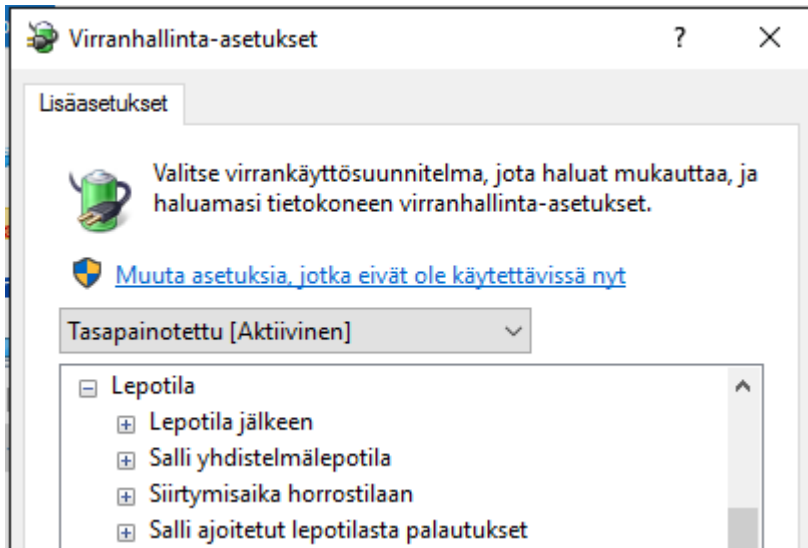 Virranhallinta-asetukset
Lisäasetukset
Valitse virrankäyttösuunnitelma, jota haluat mukauttaa, ja
haluamasi tietokoneen virranhallinta-asetukset.
Muuta asetuksia, jotka eivät ole käytettävissä nyt
Tasapainotettu [Aktiivinen]
Lepotila
Lepotila jälkeen
Salli yhdistelmälepotila
Siirtymisaika horrostilaan
Salli ajoitetut lepotilasta palautukset